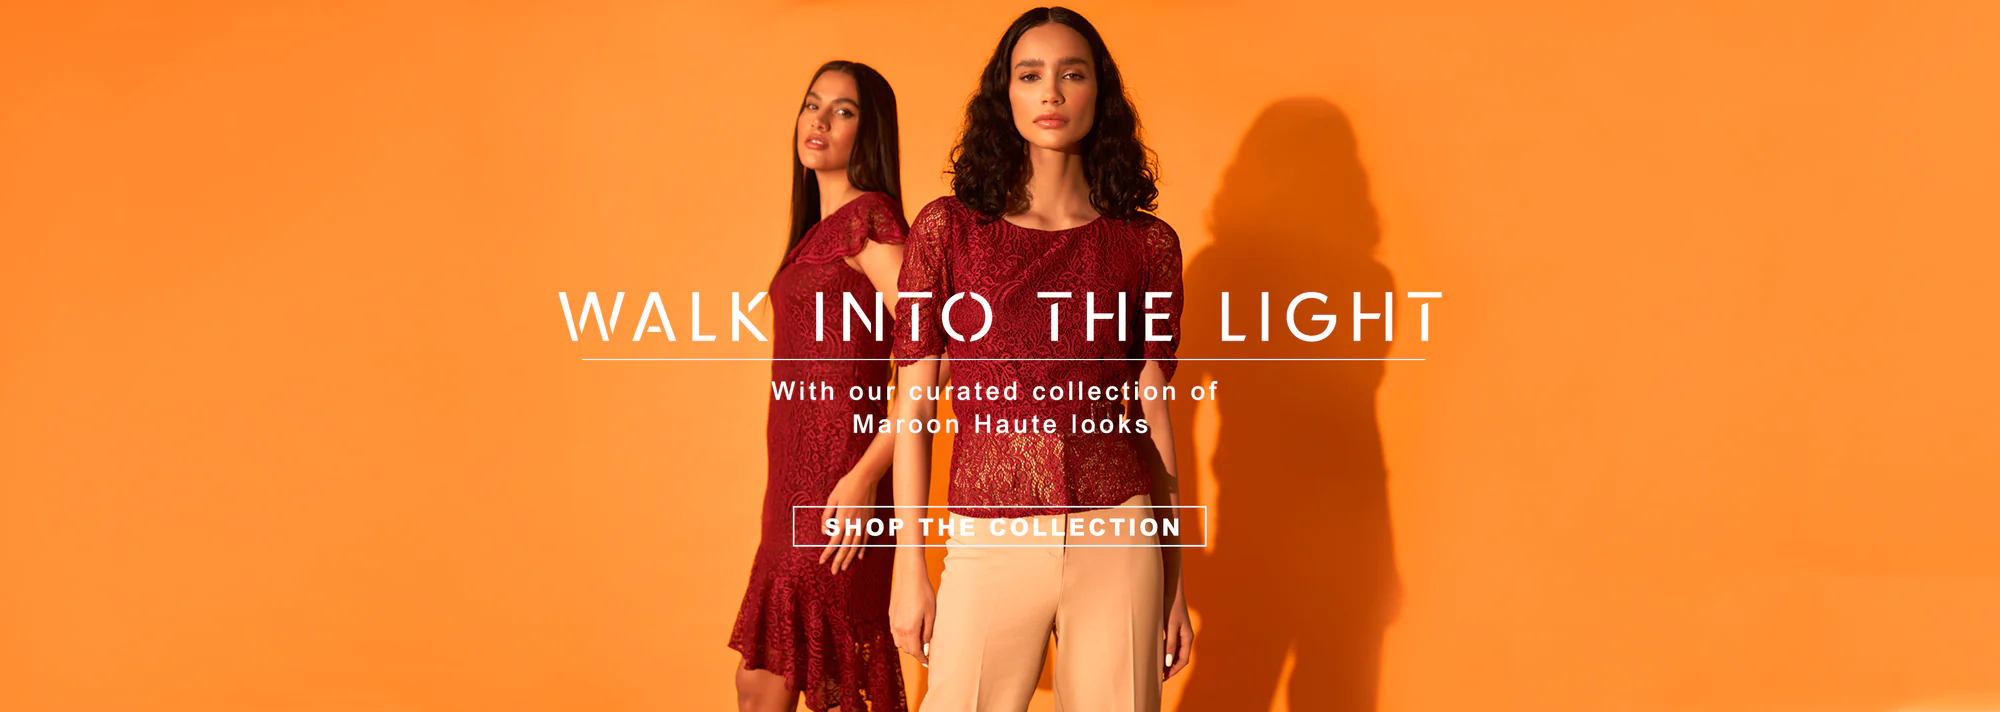 WALK INTO THE LIGHT
With our curated collection of
Maroon Haute looks
SHOP THE COLLECTION